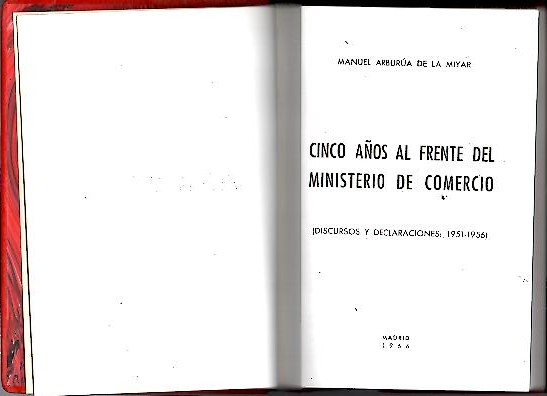 MANUEL ARBURÚA DE LA MIYAR
CINCO AÑOS AL FRENTE DEL
MINISTERIO DE COMERCIO
(DISCURSOS Y DECLARACIONES: 1951-1956)
MADRID
1956